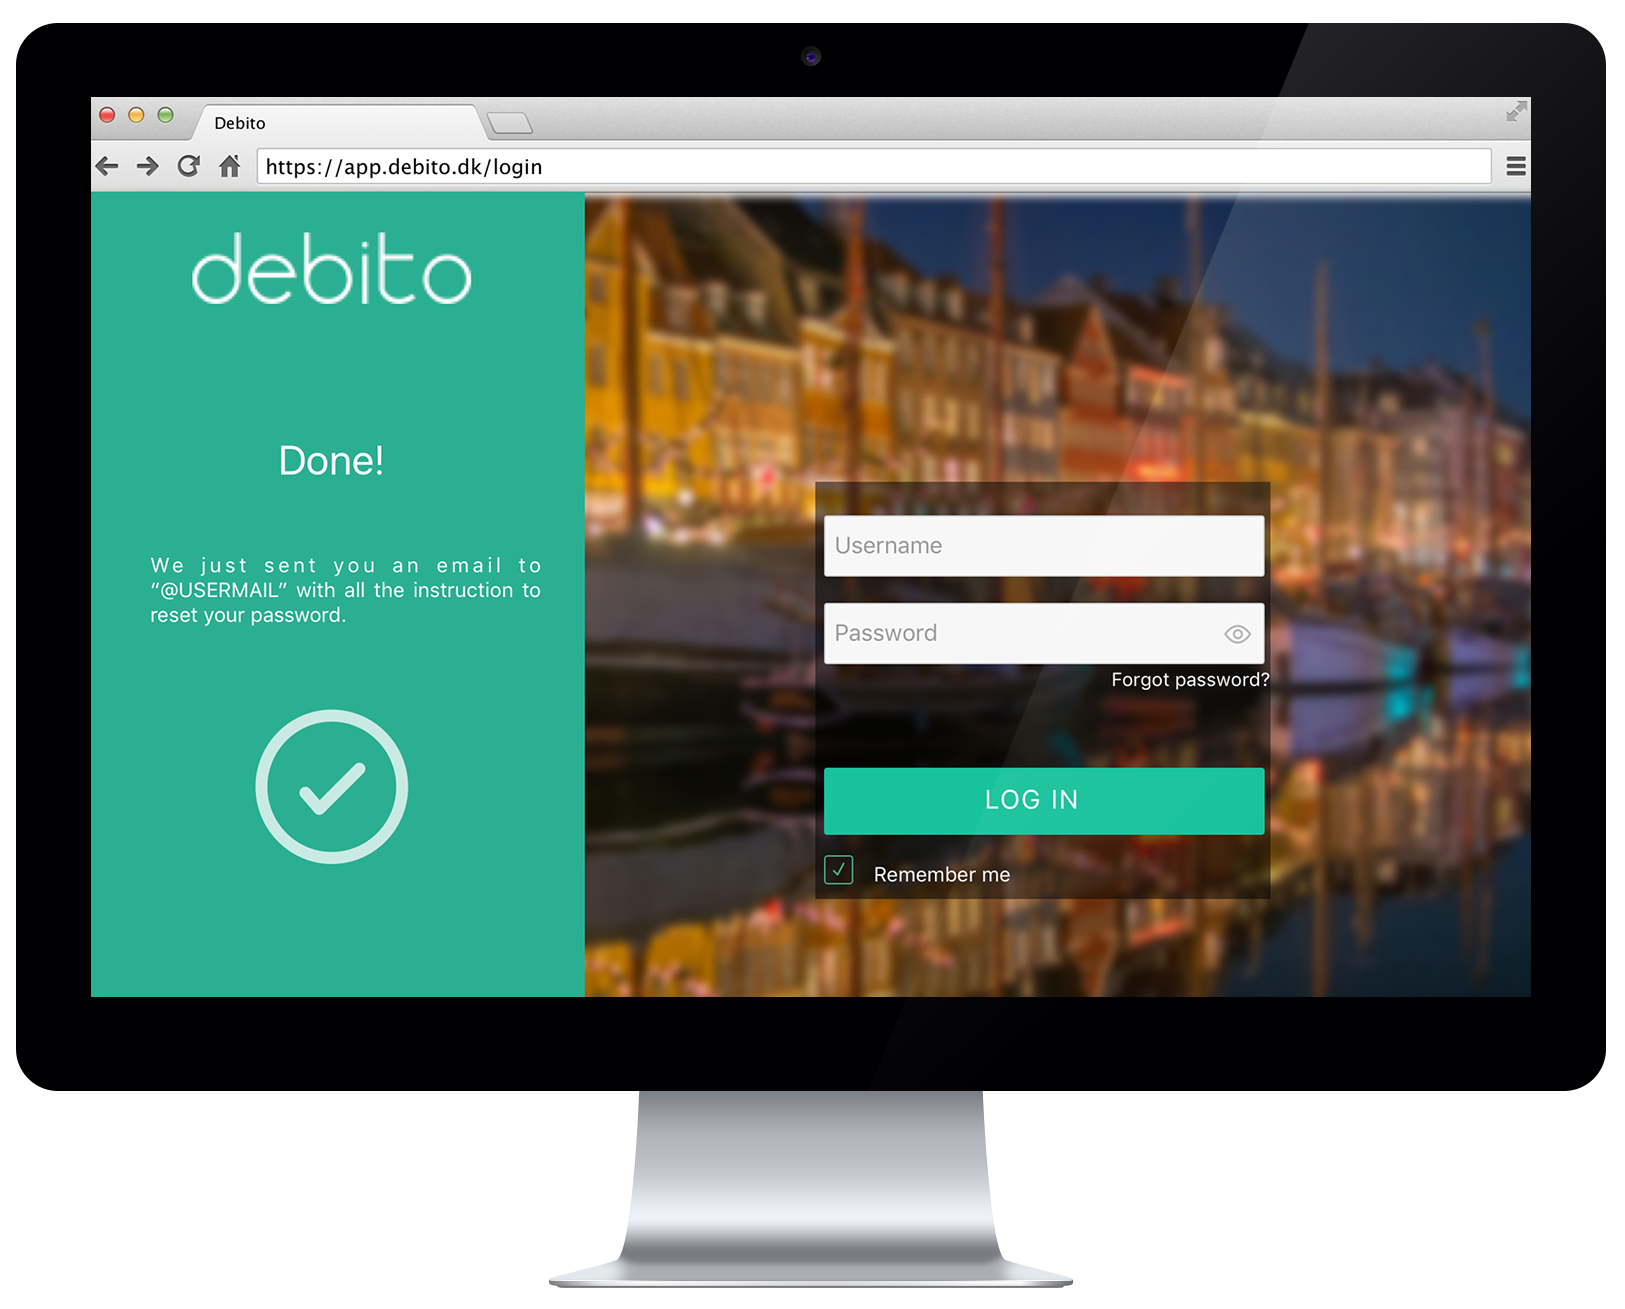 Debito
https://app.debito.dk/login
debito
Done!
We just sent you an email to
“@USERMAIL” with all the instruction to
reset your password.
Username
Password
Forgot password?
LOG IN
Remember me